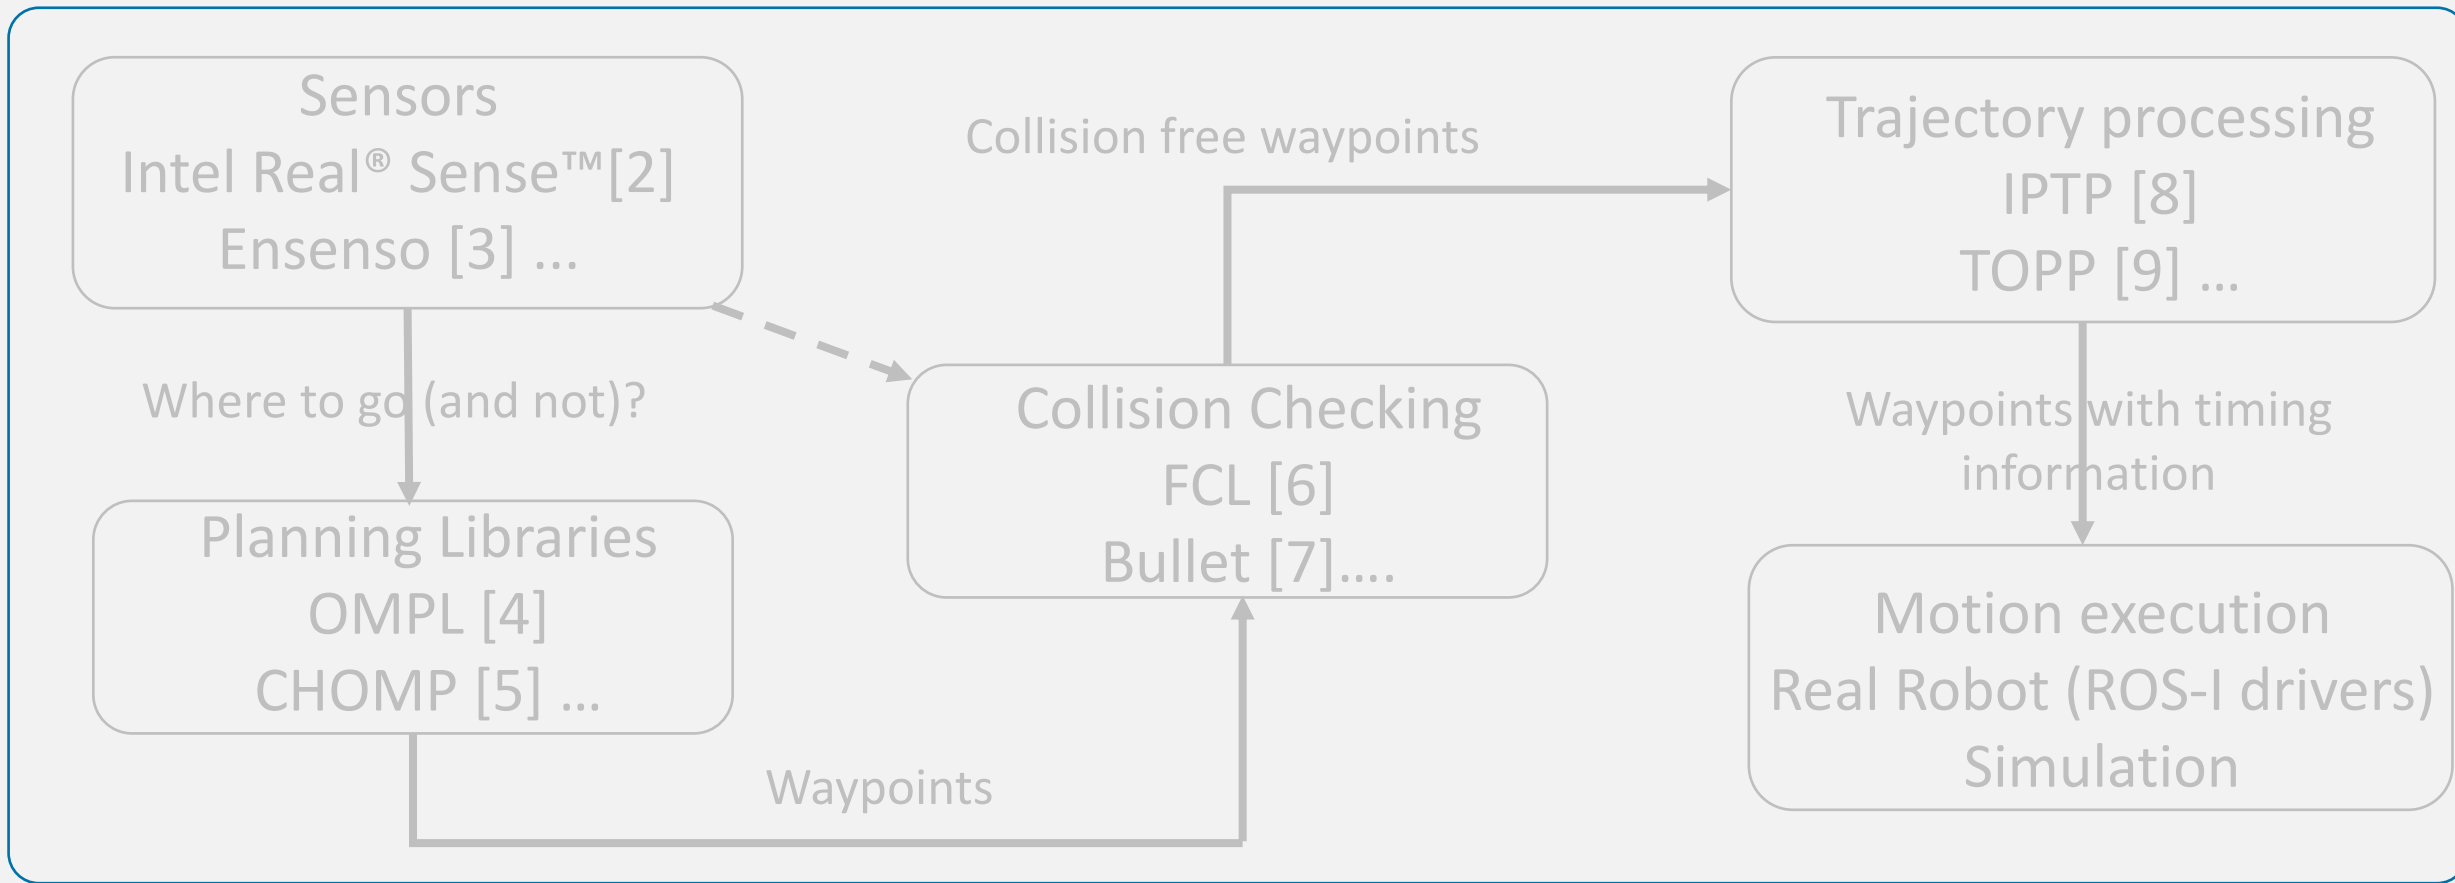 Sensors
Intel Real® Sense™[2]
Ensenso [3] ...
Where to go (and not)?
Planning Libraries
OMPL [4]
CHOMP [5] ...
Waypoints
Collision Checking
FCL [6]
Bullet [7]....
Collision free waypoints
Trajectory processing
IPTP [8]
TOPP [9] ...
Waypoints with timing
information
Motion execution
Real Robot (ROS-I drivers)
Simulation